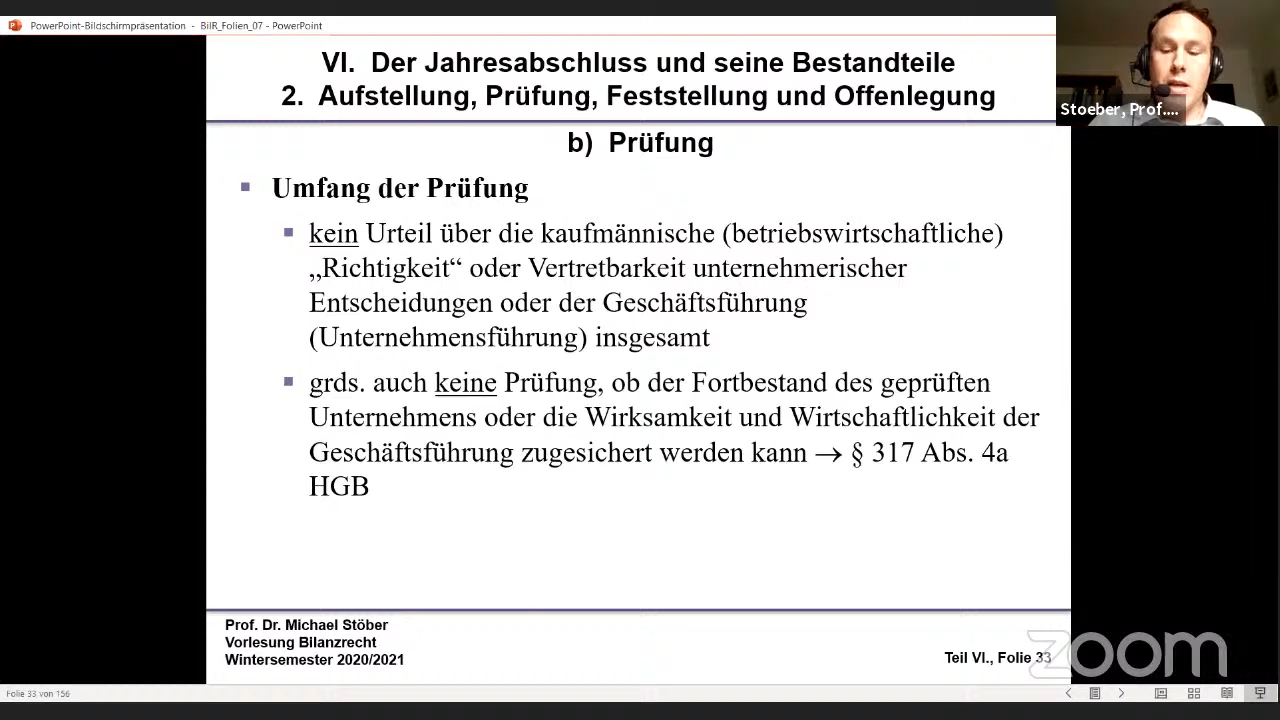 PowerPoint-Bildschirmpräsentation - BilR_Folien_07 - PowerPoint
VI. Der Jahresabschluss und seine Bestandteile
2. Aufstellung, Prüfung, Feststellung und Offenlegung
Stoeber, Prof....
b) Prüfung
Umfang der Prüfung
kein Urteil über die kaufmännische (betriebswirtschaftliche)
„Richtigkeit“ oder Vertretbarkeit unternehmerischer
Entscheidungen oder der Geschäftsführung
(Unternehmensführung) insgesamt
grds. auch keine Prüfung, ob der Fortbestand des geprüften
Unternehmens oder die Wirksamkeit und Wirtschaftlichkeit der
Geschäftsführung zugesichert werden kann → § 317 Abs. 4a
HGB
Prof. Dr. Michael Stöber
Vorlesung Bilanzrecht
Wintersemester 2020/2021
Teil VI., Folie 33
zoom
Folie 33 von 156